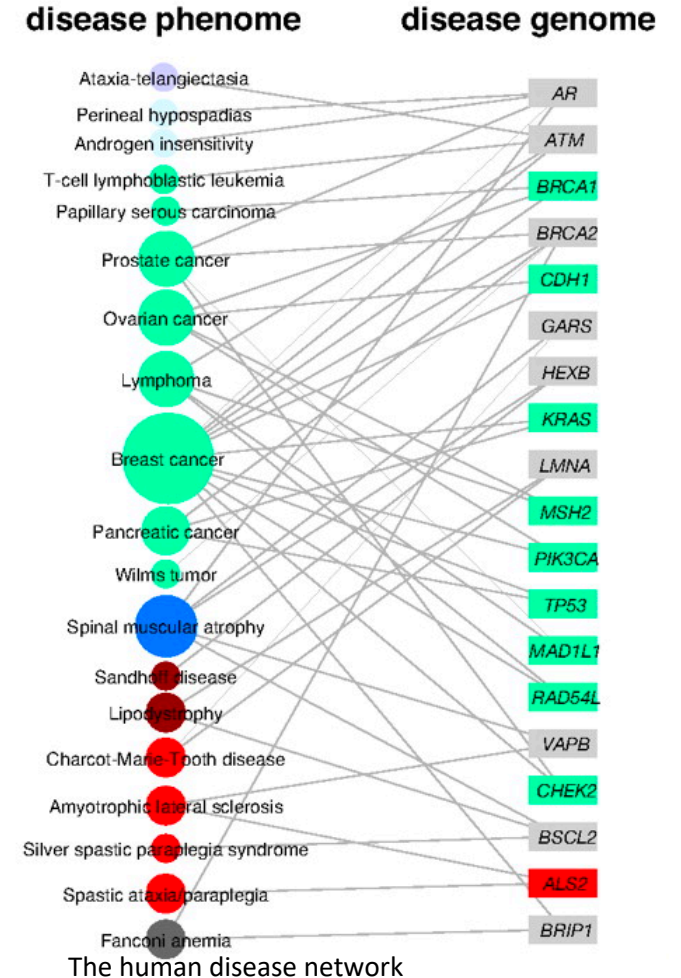 disease phenome
disease genome
Ataxia-telangiectasia
Perineal hypospadias
Androgen insensitivity
T-cell lymphoblastic leukemia
Papillary serous carcinoma
Prostate cancer
Ovarian cancer
Lymphoma
Breast cancer
Pancreatic cancer
Wilms tumor
Spinal muscular atrophy
Sandhoff disease
Lipodystrophy
Charcot-Marie-Tooth disease
Amyotrophic lateral sclerosis
Silver spastic paraplegia syndrome
Spastic ataxia/paraplegia
Fanconi anemia
AR
ATM
BRCA1
BRCA2
CDH1
GARS
HEXB
KRAS
LMNA
MSH2
PIK3CA
TP53
MAD1L1
RAD54L
VAPB
CHEK2
BSCL2
ALS2
BRIP1
The human disease network